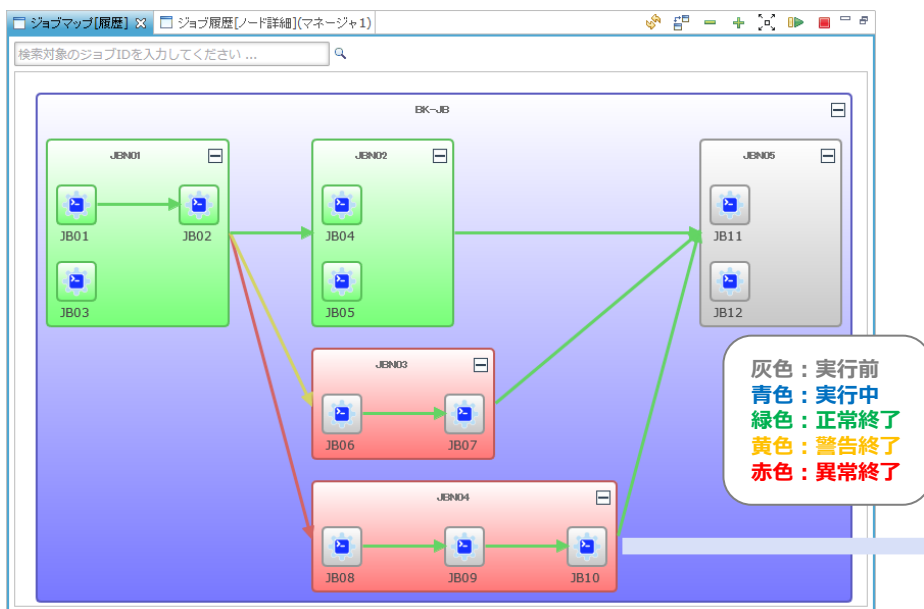 ジョブマップ[履歴]
ジョブ履歴[ノード詳細](マネージャ1)
検索対象のジョブIDを入力してください ...
BK-JB
JBN01
JBN02
JBN05
JB01
JB02
JB04
JB11
JB03
JB05
JB12
JBN03
JB06
JB07
JBN04
JB08
JB09
JB10
灰色：実行前
青色：実行中
緑色：正常終了
黄色：警告終了
赤色：異常終了